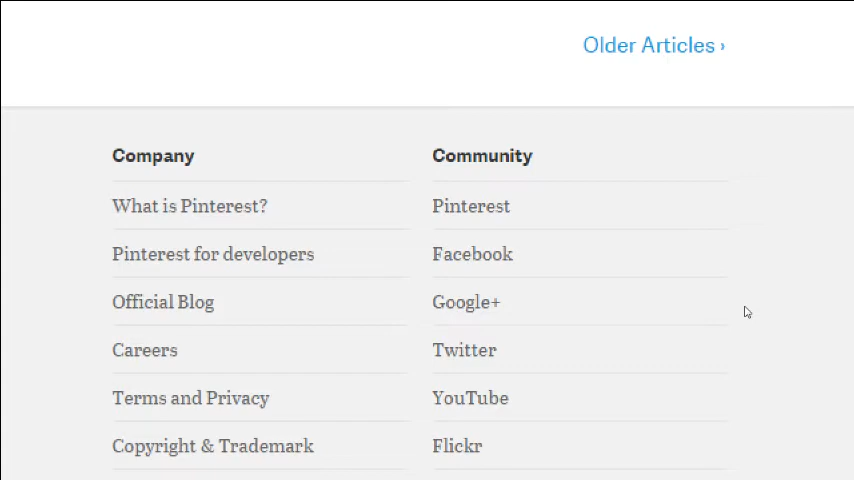 Older Articles ›
Company
What is Pinterest?
Pinterest for developers
Official Blog
Careers
Terms and Privacy
Copyright & Trademark
Community
Pinterest
Facebook
Google+
Twitter
YouTube
Flickr